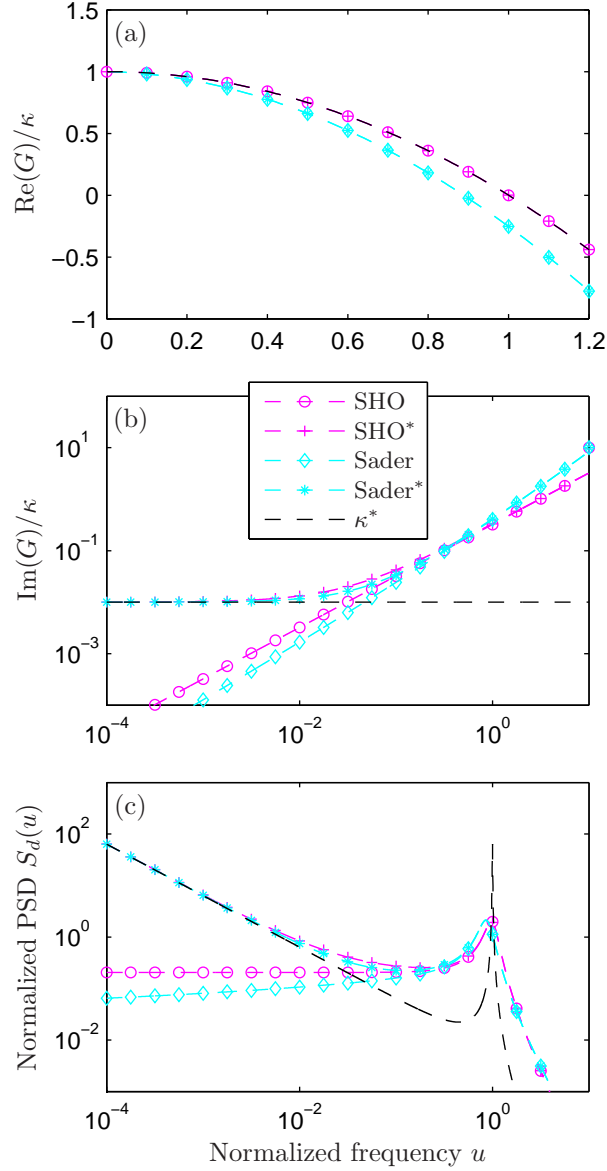 (a)
1.5
1
0.5
0
−0.5
−1
Re(G)/κ
0 0.2 0.4 0.6 0.8 1 1.2
(b)
SHO
SHO*
Sader
Sader*
κ*
10^1
10^−1
10^−3
Im(G)/κ
10^−4 10^−2 10^0
(c)
10^2
10^0
10^−2
Normalized PSD S_d(u)
10^−4 10^−2 10^0
Normalized frequency u